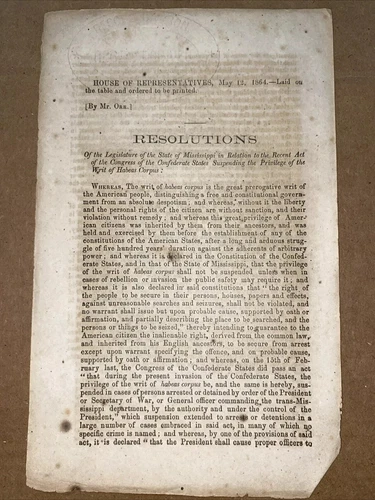 HOUSE OF REPRESENTATIVES, May 12, 1864.—Laid on
the table and ordered to be printed.
[By Mr. Orr.]
RESOLUTIONS
Of the Legislature of the State of Mississippi in Relation to the Recent Act
of the Congress of the Confederate States Suspending the Privilege of the
Writ of Habeas Corpus:
Whereas, The writ of habeas corpus is the great prerogative writ of
the American people, distinguishing a free and constitutional govern-
ment from an absolute despotism; and whereas, without it the liberty
and the personal rights of the citizen are without sanction, and their
violation without remedy; and whereas this great privilege of Amer-
ican citizens was inherited by them from their ancestors, and was
held and exercised by them before the establishment of any of the
constitutions of the American States, after a long and arduous strug-
gle of five hundred years' duration against the adherents of arbitrary
power; and whereas it is declared in the Constitution of the Confed-
erate States, and in that of the State of Mississippi, that the privilege
of the writ of habeas corpus shall not be suspended unless when in
cases of rebellion or invasion the public safety may require it; and
whereas it is also declared in said constitutions that "the right of
the people to be secure in their persons, houses, papers and effects,
against unreasonable searches and seizures, shall not be violated, and
no warrant shall issue but upon probable cause, supported by oath or
affirmation, and partially describing the place to be searched, and the
persons or things to be seized," thereby intending to guarantee to the
American citizen the inalienable right, derived from the common law,
and inherited from his English ancestors, to be secure from arrest
except upon warrant specifying the offence, and on probable cause,
supported by oath or affirmation; and whereas, on the 15th of Feb-
ruary last, the Congress of the Confederate States did pass an act
"that during the present invasion of the Confederate States, the
privilege of the writ of habeas corpus be, and the same is hereby, sus-
pended in cases of persons arrested or detained by order of the President
or Secretary of War, or General officer commanding the trans-Mis-
sissippi department, by the authority and under the control of the
President," which suspension extended to arrests or detentions in a
large number of cases embraced in said act, in many of which no
specific crime is named; and whereas, by one of the provisions of said
act, it is declared "that the President shall cause proper officers to